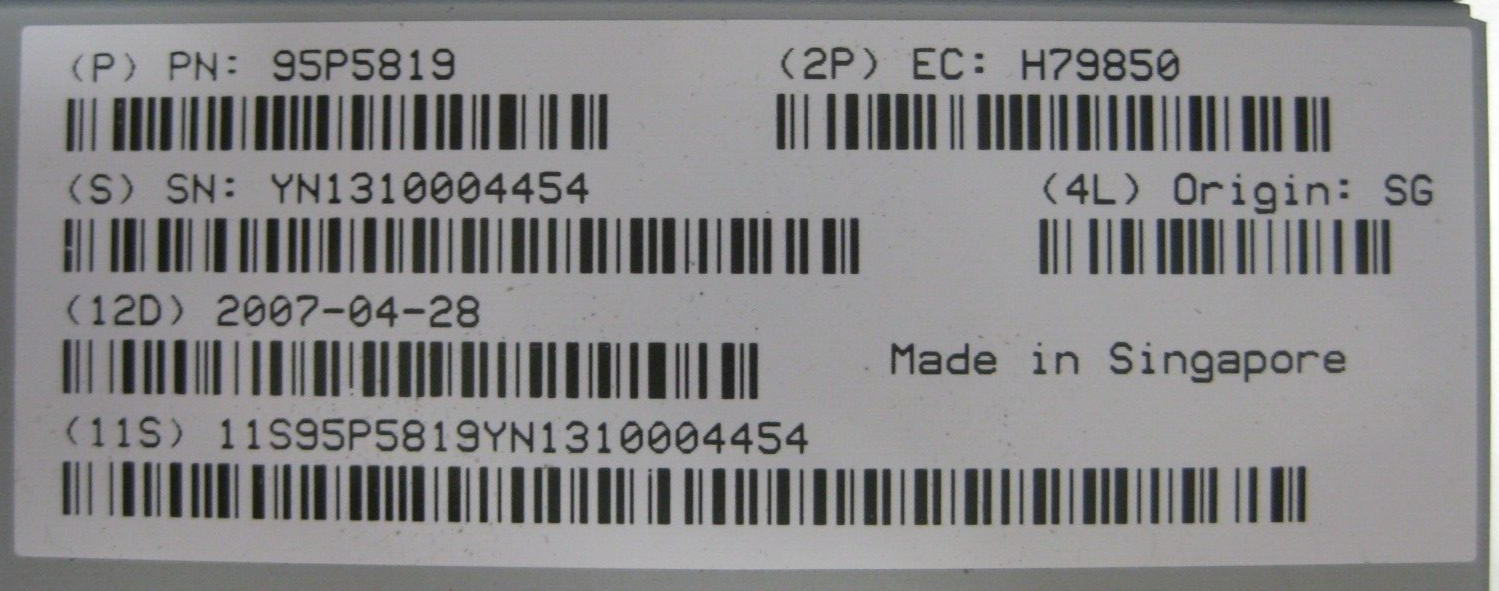 (P) PN: 95P5819 (2P) EC: H79850
(S) SN: YN1310004454 (4L) Origin: SG
(12D) 2007-04-28
Made in Singapore
(11S) 11S95P5819YN1310004454